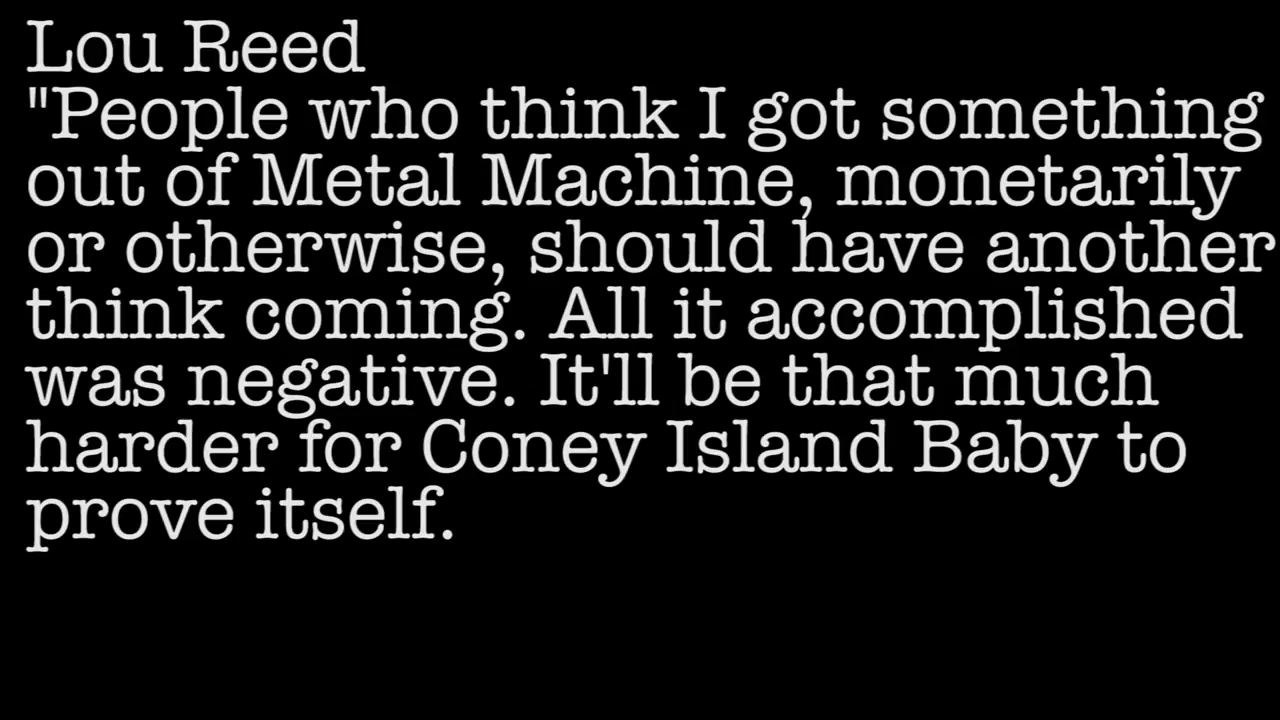 Lou Reed
"People who think I got something
out of Metal Machine, monetarily
or otherwise, should have another
think coming. All it accomplished
was negative. It'll be that much
harder for Coney Island Baby to
prove itself.